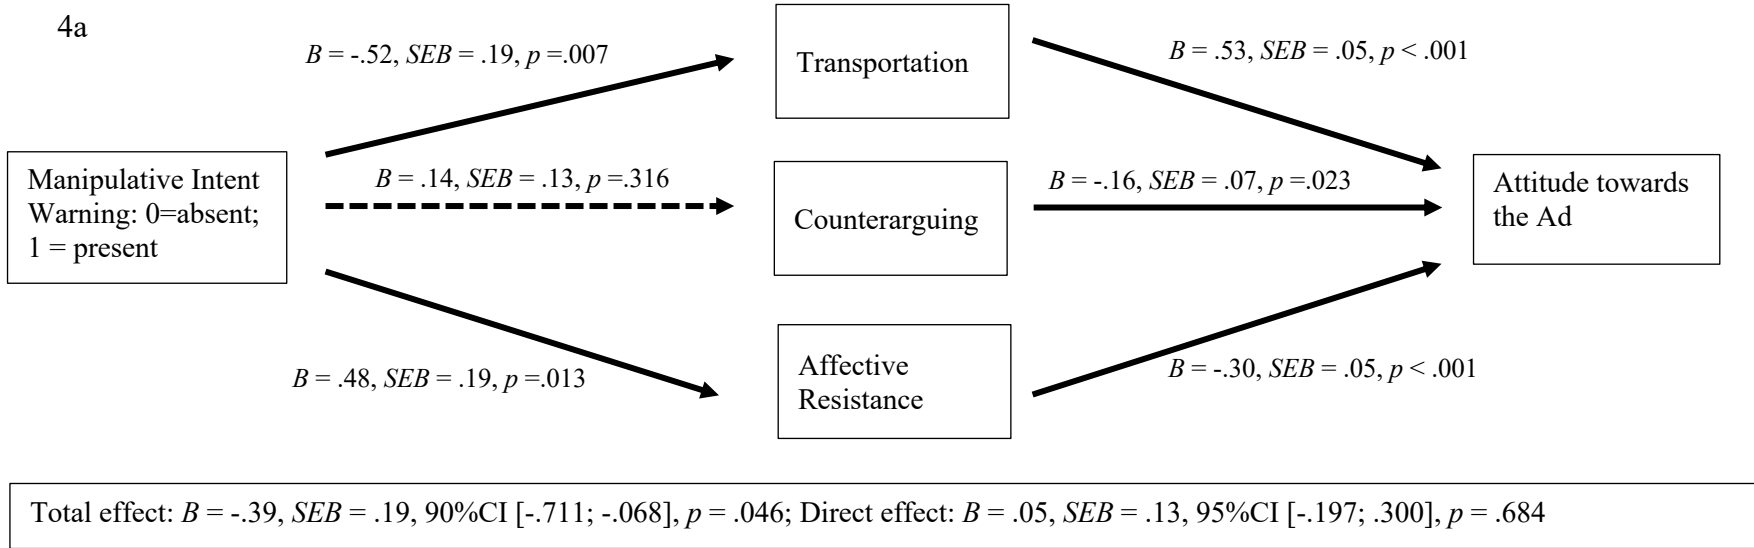 4a
B = -.52, SEB = .19, p =.007
Transportation
B = .53, SEB = .05, p < .001
Manipulative Intent
Warning: 0=absent;
1 = present
B = .14, SEB = .13, p =.316
Counterarguing
B = -.16, SEB = .07, p =.023
Attitude towards
the Ad
B = .48, SEB = .19, p =.013
Affective
Resistance
B = -.30, SEB = .05, p < .001
Total effect: B = -.39, SEB = .19, 90%CI [-.711; -.068], p = .046; Direct effect: B = .05, SEB = .13, 95%CI [-.197; .300], p = .684